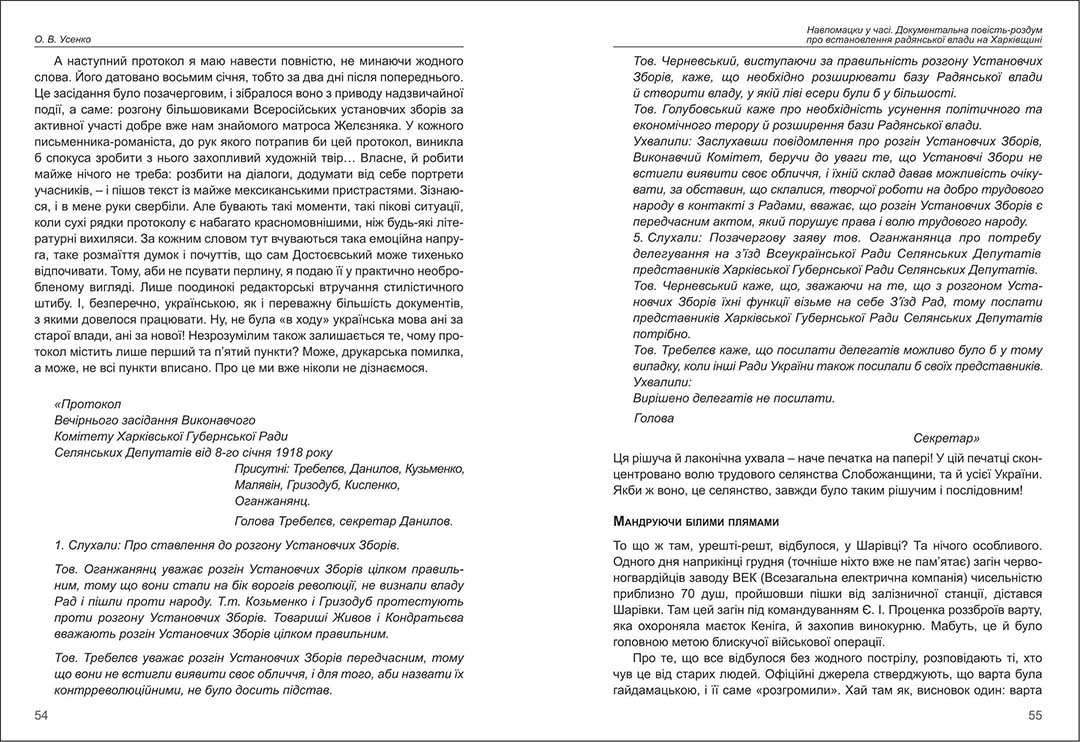 О. В. Усенко
А наступний протокол я маю навести повністю, не минаючи жодного
слова. Його датовано восьмим січня, тобто за два дні після попереднього.
Це засідання було позачерговим, і зібралося воно з приводу надзвичайної
події, а саме: розгону більшовиками Всеросійських установчих зборів за
активної участі добре вже нам знайомого матроса Желєзняка. У кожного
письменника-романіста, до рук якого потрапив би цей протокол, виникла
б спокуса зробити з нього захопливий художній твір… Власне, й робити
майже нічого не треба: розбити на діалоги, додумати від себе портрети
учасників, – і пішов текст із майже мексиканськими пристрастями. Зізнаю-
ся, і в мене руки свербіли. Але бувають такі моменти, такі пікові ситуації,
коли сухі рядки протоколу є набагато красномовнішими, ніж будь-які літе-
ратурні вихиляси. За кожним словом тут вчуваються така емоційна напру-
га, таке розмаїття думок і почуттів, що сам Достоєвський може тихенько
відпочивати. Тому, аби не псувати перлину, я подаю її у практично необро-
бленому вигляді. Лише поодинокі редакторські втручання стилістичного
штибу. І, безперечно, українською, як і переважну більшість документів,
з якими довелося працювати. Ну, не була «в ходу» українська мова ані за
старої влади, ані за нової! Незрозумілим також залишається те, чому про-
токол містить лише перший та п’ятий пункти? Може, друкарська помилка,
а може, не всі пункти вписано. Про це ми вже ніколи не дізнаємося.
«Протокол
Вечірнього засідання Виконавчого
Комітету Харківської Губернської Ради
Селянських Депутатів від 8-го січня 1918 року
Присутні: Требелєв, Данилов, Кузьменко,
Малявін, Гризодуб, Кисленко,
Оганжанянц.
Голова Требелєв, секретар Данилов.
1. Слухали: Про ставлення до розгону Установчих Зборів.
Тов. Оганжанянц уважає розгін Установчих Зборів цілком правиль-
ним, тому що вони стали на бік ворогів революції, не визнали владу
Рад і пішли проти народу. Т.т. Козьменко і Гризодуб протестують
проти розгону Установчих Зборів. Товариші Живов і Кондратьєва
вважають розгін Установчих Зборів цілком правильним.
Тов. Требелєв уважає розгін Установчих Зборів передчасним, тому
що вони не встигли виявити своє обличчя, і для того, аби назвати їх
контрреволюційними, не було досить підстав.
54
Навпомацки у часі. Документальна повість-роздум
про встановлення радянської влади на Харківщині
Тов. Черневський, виступаючи за правильність розгону Установчих
Зборів, каже, що необхідно розширювати базу Радянської влади
й створити владу, у якій ліві есери були б у більшості.
Тов. Голубовський каже про необхідність усунення політичного та
економічного терору й розширення бази Радянської влади.
Ухвалили: Заслухавши повідомлення про розгін Установчих Зборів,
Виконавчий Комітет, беручи до уваги те, що Установчі Збори не
встигли виявити своє обличчя, і їхній склад давав можливість очіку-
вати, за обставин, що склалися, творчої роботи на добро трудового
народу в контакті з Радами, вважає, що розгін Установчих Зборів є
передчасним актом, який порушує права і волю трудового народу.
5. Слухали: Позачергову заяву тов. Оганжанянца про потребу
делегування на з’їзд Всеукраїнської Ради Селянських Депутатів
представників Харківської Губернської Ради Селянських Депутатів.
Тов. Черневський каже, що, зважаючи на те, що з розгоном Уста-
новчих Зборів їхні функції візьме на себе З’їзд Рад, тому послати
представників Харківської Губернської Ради Селянських Депутатів
потрібно.
Тов. Требелєв каже, що посилати делегатів можливо було б у тому
випадку, коли інші Ради України також посилали б своїх представників.
Ухвалили:
Вирішено делегатів не посилати.
Голова
Секретар»
Ця рішуча й лаконічна ухвала – наче печатка на папері! У цій печатці скон-
центровано волю трудового селянства Слобожанщини, та й усієї України.
Якби ж воно, це селянство, завжди було таким рішучим і послідовним!
Мандруючи білими плямами
То що ж там, урешті-решт, відбулося, у Шарівці? Та нічого особливого.
Одного дня наприкінці грудня (точніше ніхто вже не пам’ятає) загін черво-
ногвардійців заводу ВЕК (Всезагальна електрична компанія) чисельністю
приблизно 70 душ, пройшовши пішки від залізничної станції, дістався
Шарівки. Там цей загін під командуванням Є. І. Проценка роззброїв варту,
яка охороняла маєток Кеніга, й захопив винокурню. Мабуть, це й було
головною метою блискучої військової операції.
Про те, що все відбулося без жодного пострілу, розповідають ті, хто
чув це від старих людей. Офіційні джерела стверджують, що варта була
гайдамацькою, і її саме «розгромили». Хай там як, висновок один: варта
55